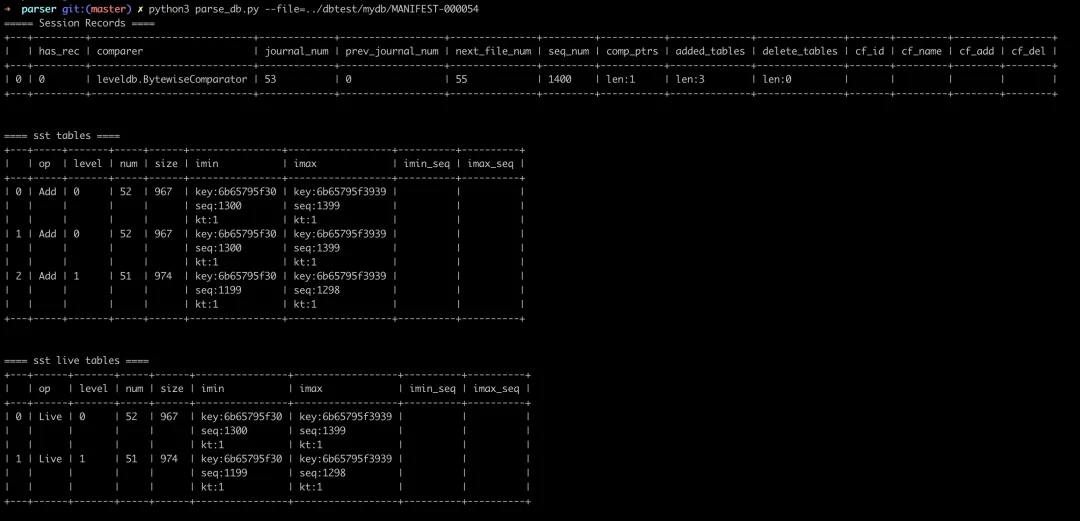 ➜  parser git:(master) ✗ python3 parse_db.py --file=../dbtest/mydb/MANIFEST-000054
===== Session Records ====
+---+---------+----------------------------+-------------+------------------+---------------+---------+-----------+--------------+---------------+-------+---------+--------+--------+
|   | has_rec | comparer                   | journal_num | prev_journal_num | next_file_num | seq_num | comp_ptrs | added_tables | delete_tables | cf_id | cf_name | cf_add | cf_del |
+---+---------+----------------------------+-------------+------------------+---------------+---------+-----------+--------------+---------------+-------+---------+--------+--------+
| 0 | 0       | leveldb.BytewiseComparator | 53          | 0                | 55            | 1400    | len:1     | len:3        | len:0         |       |         |        |        |
+---+---------+----------------------------+-------------+------------------+---------------+---------+-----------+--------------+---------------+-------+---------+--------+--------+
==== sst tables ====
+---+-----+-------+-----+------+----------------+------------------+----------+----------+
|   | op  | level | num | size | imin           | imax             | imin_seq | imax_seq |
+---+-----+-------+-----+------+----------------+------------------+----------+----------+
| 0 | Add | 0     | 52  | 967  | key:6b65795f30 | key:6b65795f3939 |          |          |
|   |     |       |     |      | seq:1300       | seq:1399         |          |          |
|   |     |       |     |      | kt:1           | kt:1             |          |          |
| 1 | Add | 0     | 52  | 967  | key:6b65795f30 | key:6b65795f3939 |          |          |
|   |     |       |     |      | seq:1300       | seq:1399         |          |          |
|   |     |       |     |      | kt:1           | kt:1             |          |          |
| 2 | Add | 1     | 51  | 974  | key:6b65795f30 | key:6b65795f3939 |          |          |
|   |     |       |     |      | seq:1199       | seq:1298         |          |          |
|   |     |       |     |      | kt:1           | kt:1             |          |          |
+---+-----+-------+-----+------+----------------+------------------+----------+----------+
==== sst live tables ====
+---+------+-------+-----+------+----------------+------------------+----------+----------+
|   | op   | level | num | size | imin           | imax             | imin_seq | imax_seq |
+---+------+-------+-----+------+----------------+------------------+----------+----------+
| 0 | Live | 0     | 52  | 967  | key:6b65795f30 | key:6b65795f3939 |          |          |
|   |      |       |     |      | seq:1300       | seq:1399         |          |          |
|   |      |       |     |      | kt:1           | kt:1             |          |          |
| 1 | Live | 1     | 51  | 974  | key:6b65795f30 | key:6b65795f3939 |          |          |
|   |      |       |     |      | seq:1199       | seq:1298         |          |          |
|   |      |       |     |      | kt:1           | kt:1             |          |          |
+---+------+-------+-----+------+----------------+------------------+----------+----------+